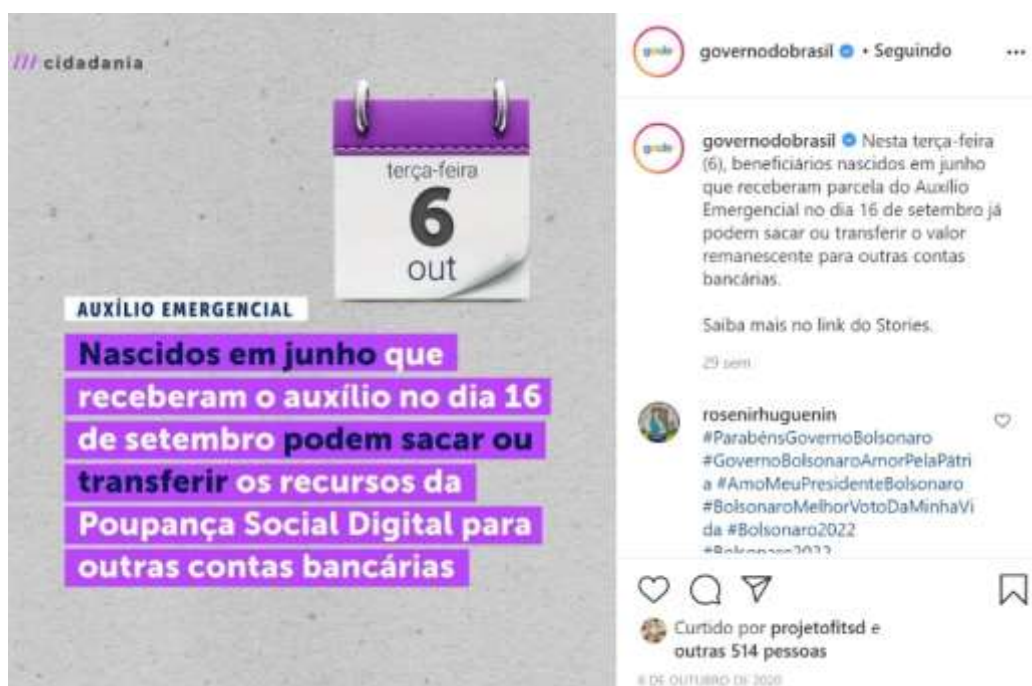 /// cidadania
terça-feira
6
out
AUXÍLIO EMERGENCIAL
Nascidos em junho que
receberam o auxílio no dia 16
de setembro podem sacar ou
transferir os recursos da
Poupança Social Digital para
outras contas bancárias
governodobrasil • Seguindo
governodobrasil Nesta terça-feira
(6), beneficiários nascidos em junho
que receberam parcela do Auxílio
Emergencial no dia 16 de setembro já
podem sacar ou transferir o valor
remanescente para outras contas
bancárias.
Saiba mais no link do Stories.
29 sem
rosenirhuguenin
#ParabénsGovernoBolsonaro
#GovernoBolsonaroAmorPelaPátri
a #AmoMeuPresidenteBolsonaro
#BolsonaroMelhorVotoDaMinhaVi
da #Bolsonaro2022
#Bolsonaro2022
Curtido por projetofitsd e
outras 514 pessoas
6 DE OUTUBRO DE 2020